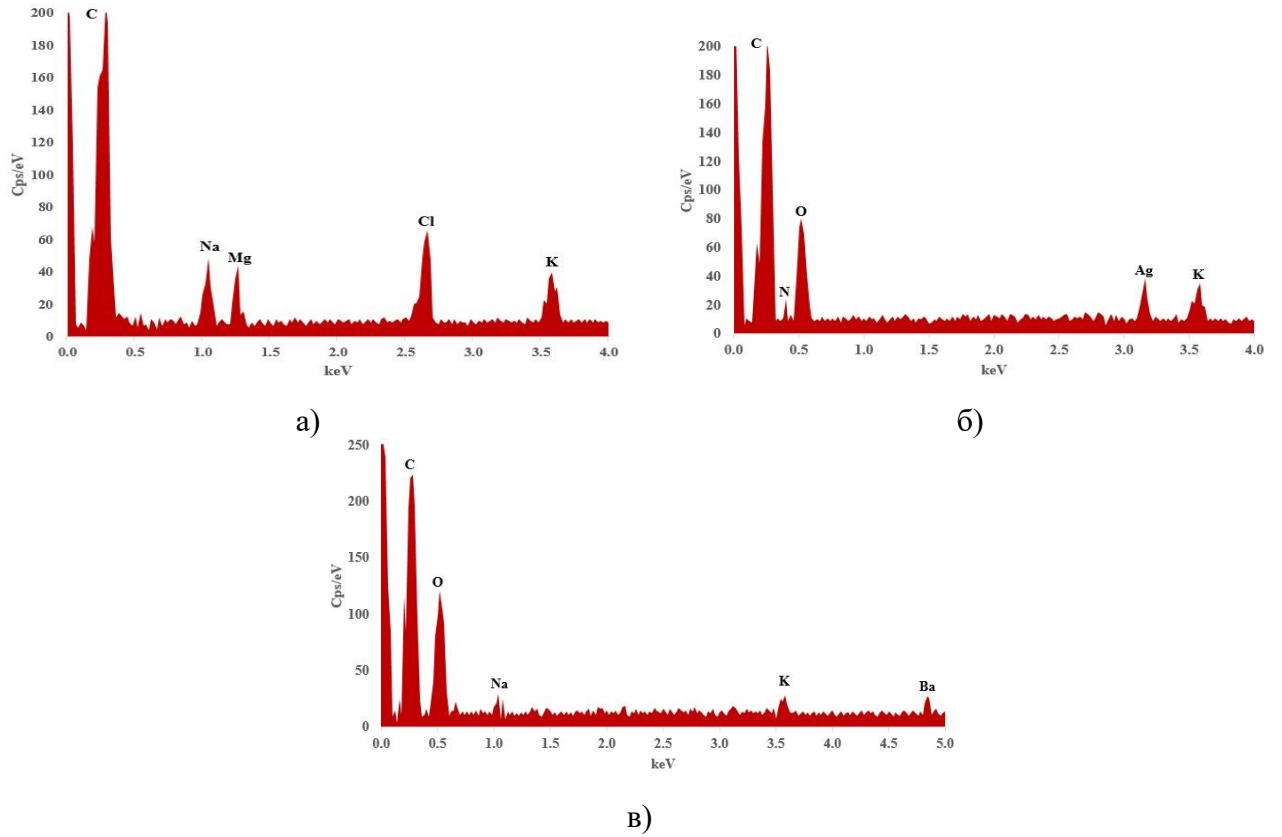 200
180
160
140
120
100
80
60
40
20
0
Cps/eV
C
Na
Mg
Cl
K
0.0 0.5 1.0 1.5 2.0 2.5 3.0 3.5 4.0
keV
а)
200
180
160
140
120
100
80
60
40
20
0
Cps/eV
C
N
O
Ag
K
0.0 0.5 1.0 1.5 2.0 2.5 3.0 3.5 4.0
keV
б)
250
200
150
100
50
0
Cps/eV
C
O
Na
K
Ba
0.0 0.5 1.0 1.5 2.0 2.5 3.0 3.5 4.0 4.5 5.0
keV
в)